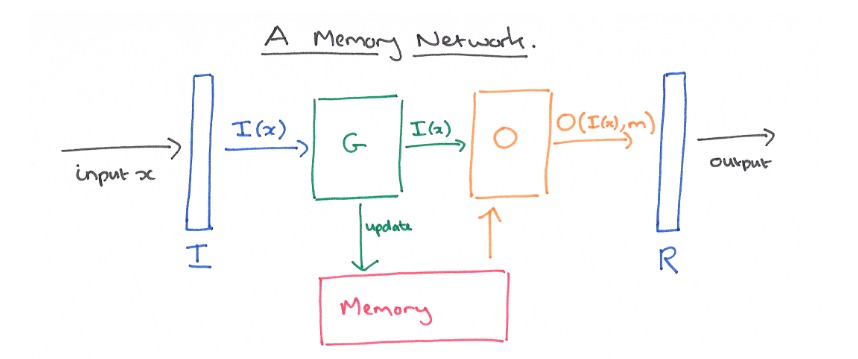 A Memory Network.
I(x)
I(x)
O(I(x),m)
G
O
input x
output
update
I
R
Memory